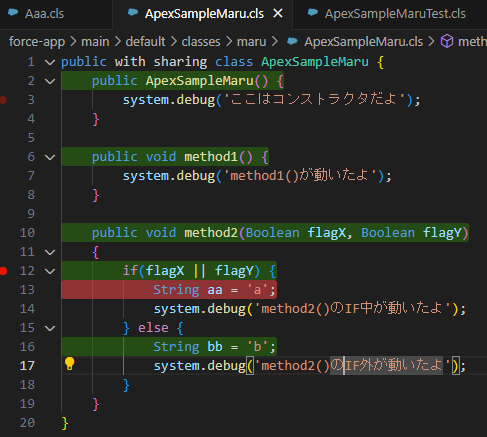 Aaa.cls ApexSampleMaru.cls ApexSampleMaruTest.cls
force-app > main > default > classes > maru > ApexSampleMaru.cls > meth
1 public with sharing class ApexSampleMaru {
2 public ApexSampleMaru() {
3 system.debug('ここはコンストラクタだよ');
4 }
5
6 public void method1() {
7 system.debug('method1()が動いたよ');
8 }
9
10 public void method2(Boolean flagX, Boolean flagY)
11 {
12 if(flagX || flagY) {
13 String aa = 'a';
14 system.debug('method2()のIF中が動いたよ');
15 } else {
16 String bb = 'b';
17 system.debug('method2()のIF外が動いたよ');
18 }
19 }
20 }